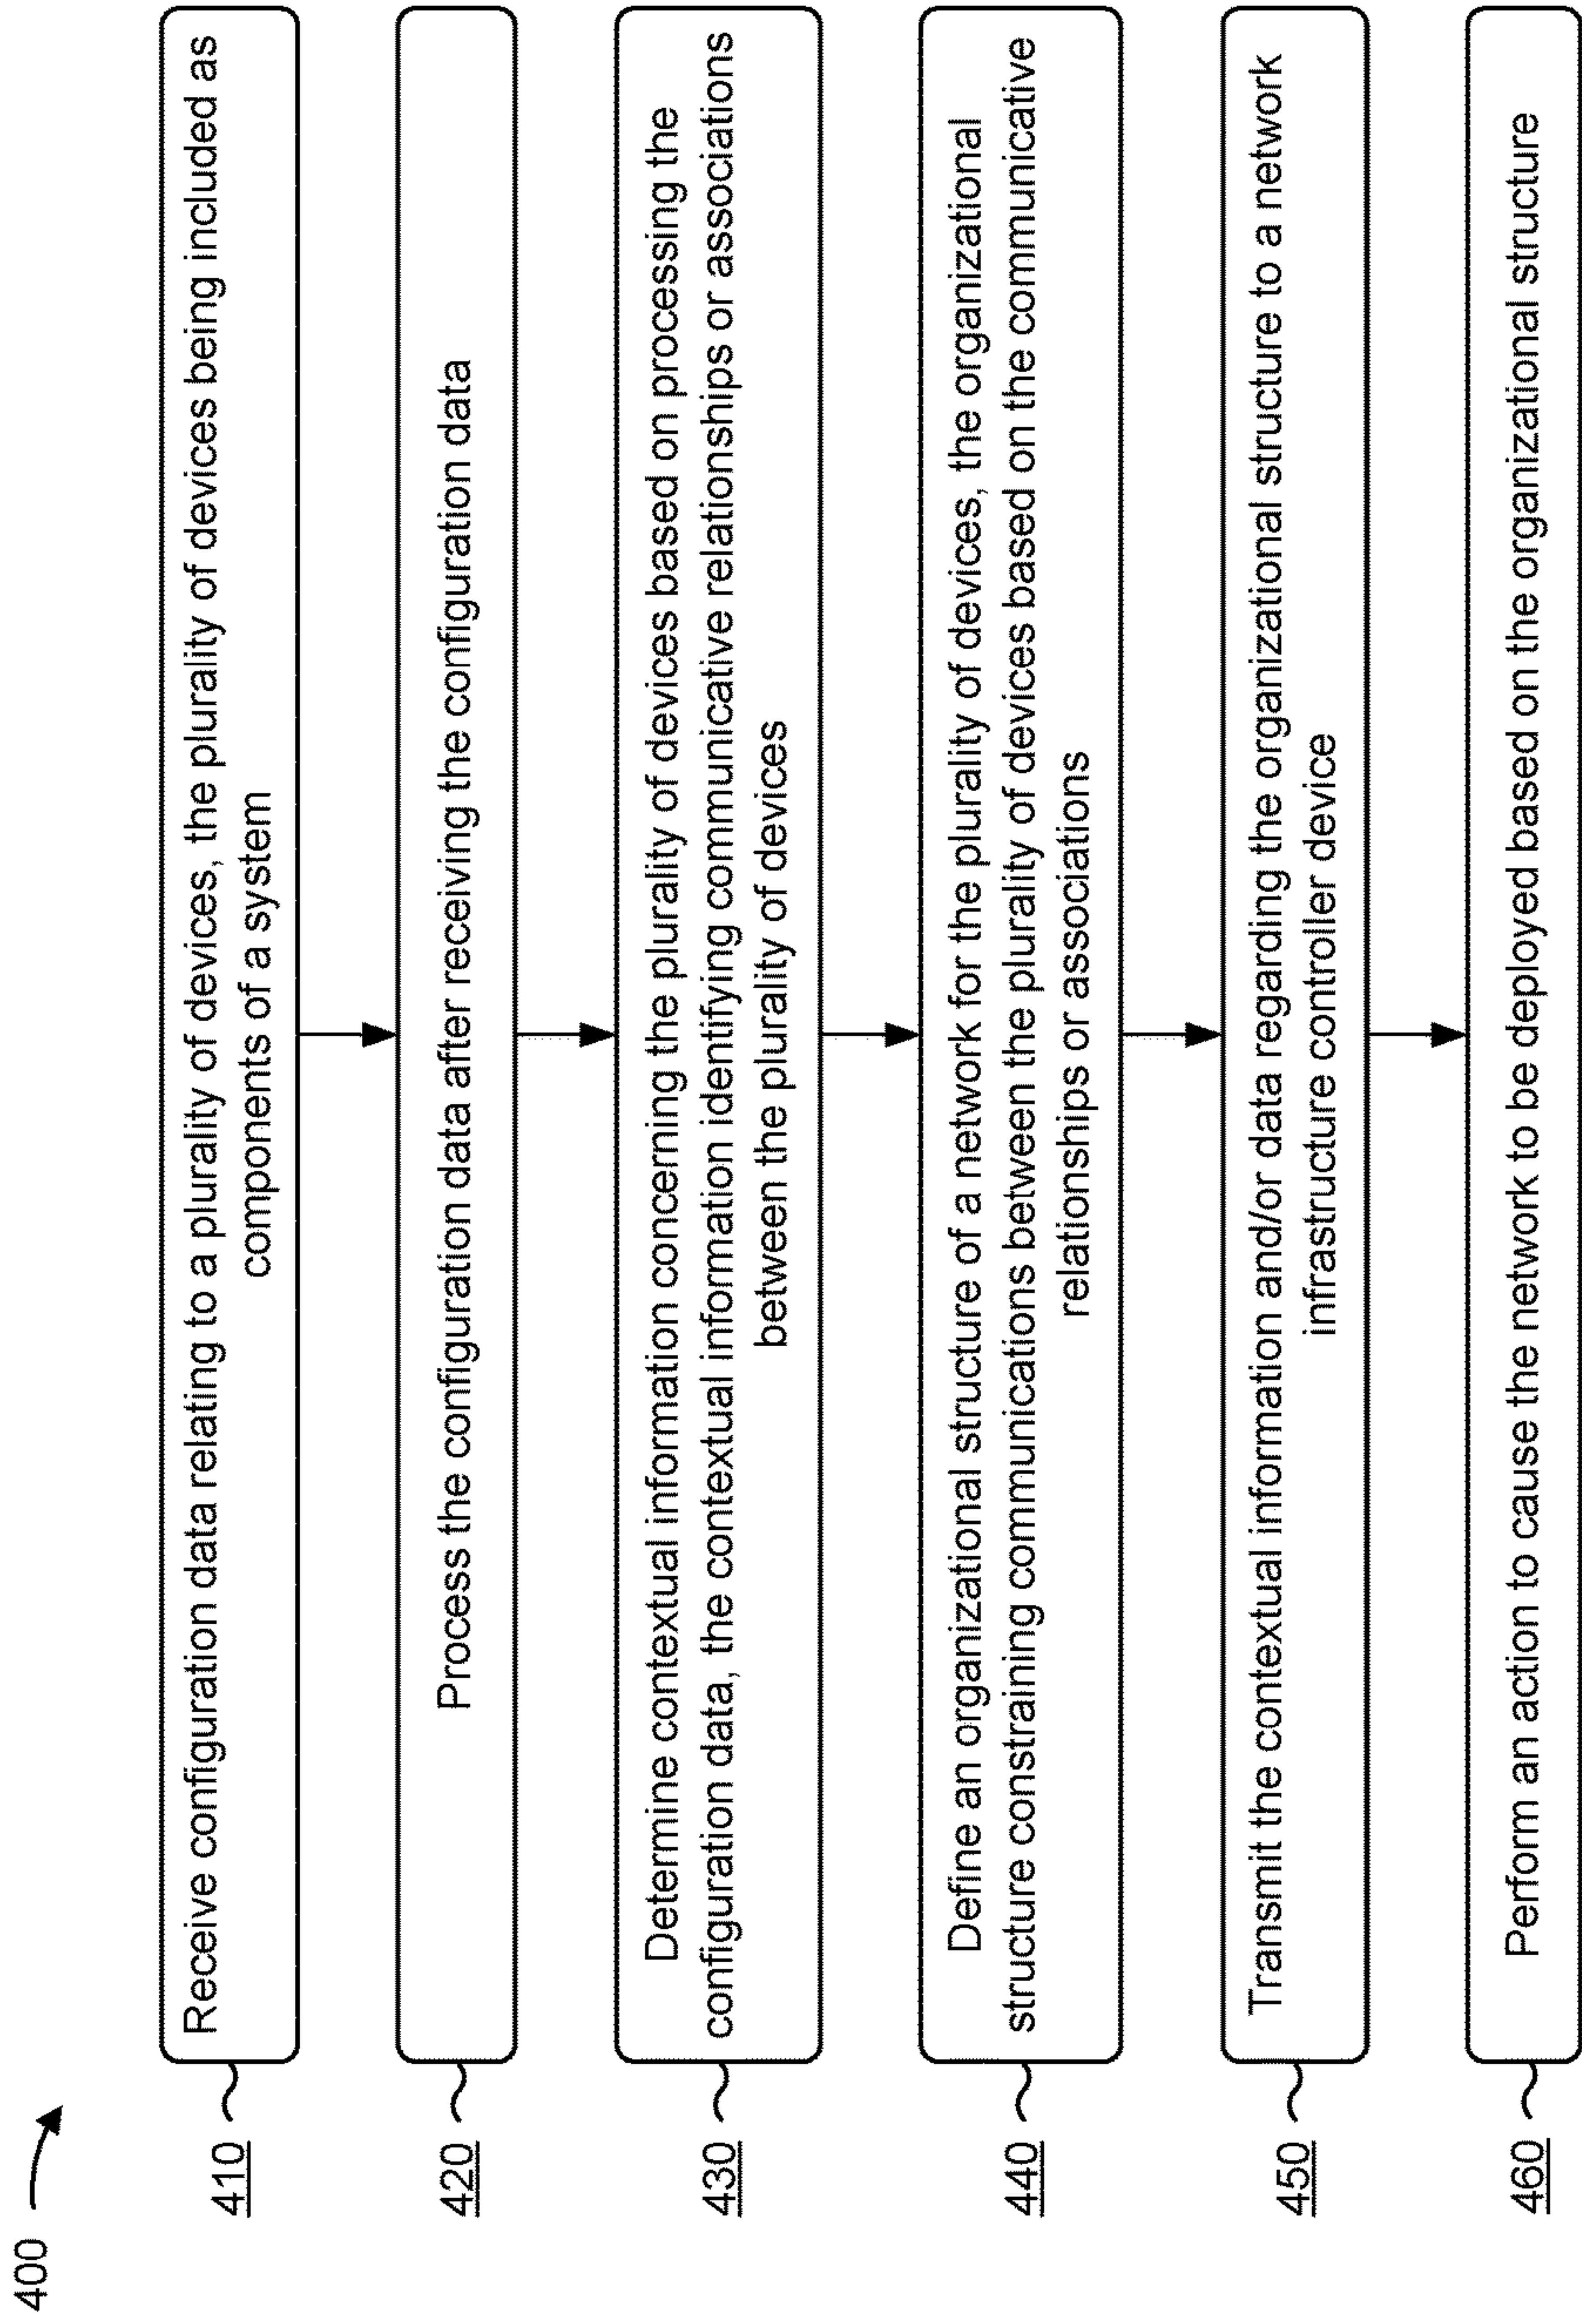 400
410
Receive configuration data relating to a plurality of devices, the plurality of devices being included as
components of a system
420
Process the configuration data after receiving the configuration data
430
Determine contextual information concerning the plurality of devices based on processing the
configuration data, the contextual information identifying communicative relationships or associations
between the plurality of devices
440
Define an organizational structure of a network for the plurality of devices, the organizational
structure constraining communications between the plurality of devices based on the communicative
relationships or associations
450
Transmit the contextual information and/or data regarding the organizational structure to a network
infrastructure controller device
460
Perform an action to cause the network to be deployed based on the organizational structure